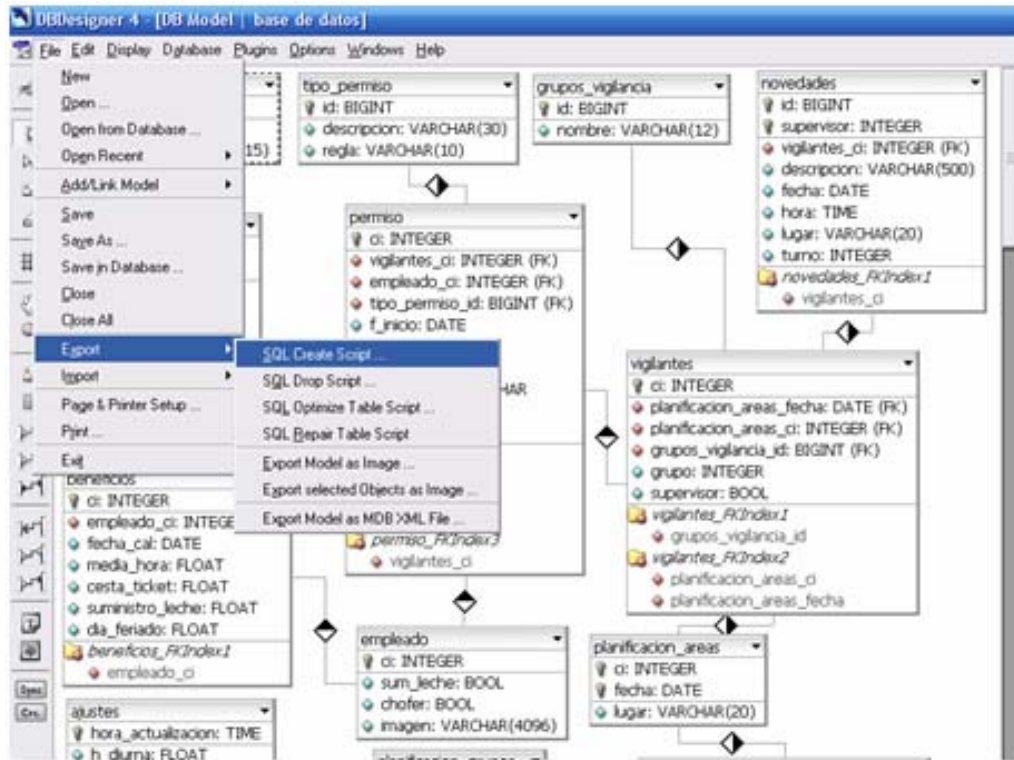 DBDesigner 4 - [DB Model | base de datos]
File Edit Display Database Plugins Options Windows Help
New
Open ...
Open from Database ...
Open Recent
Add/Link Model
Save
Save As ...
Save in Database ...
Close
Close All
Export
Import
Page & Printer Setup ...
Print ...
Exit
SQL Create Script ...
SQL Drop Script ...
SQL Optimize Table Script ...
SQL Repair Table Script
Export Model as Image ...
Export selected Objects as Image ...
Export Model as MDB XML File ...
15)
tipo_permiso
id: BIGINT
descripcion: VARCHAR(30)
regla: VARCHAR(10)
grupos_vigilancia
id: BIGINT
nombre: VARCHAR(12)
novedades
id: BIGINT
supervisor: INTEGER
vigilantes_ci: INTEGER (FK)
descripcion: VARCHAR(500)
fecha: DATE
hora: TIME
lugar: VARCHAR(20)
turno: INTEGER
novedades_FKIndex1
vigilantes_ci
permiso
ci: INTEGER
vigilantes_ci: INTEGER (FK)
empleado_ci: INTEGER (FK)
tipo_permiso_id: BIGINT (FK)
f_inicio: DATE
HAR
permiso_FKIndex3
vigilantes_ci
vigilantes
ci: INTEGER
planificacion_areas_fecha: DATE (FK)
planificacion_areas_ci: INTEGER (FK)
grupos_vigilancia_id: BIGINT (FK)
grupo: INTEGER
supervisor: BOOL
vigilantes_FKIndex1
grupos_vigilancia_id
vigilantes_FKIndex2
planificacion_areas_ci
planificacion_areas_fecha
beneficios
ci: INTEGER
empleado_ci: INTEGE
fecha_cal: DATE
media_hora: FLOAT
cesta_ticket: FLOAT
suministro_leche: FLOAT
dia_feriado: FLOAT
beneficios_FKIndex1
empleado_ci
empleado
ci: INTEGER
sum_leche: BOOL
chofer: BOOL
imagen: VARCHAR(4096)
planificacion_areas
ci: INTEGER
fecha: DATE
lugar: VARCHAR(20)
ajustes
hora_actualizacion: TIME
h_diurna: FLOAT
planificacion_grupos
Sync